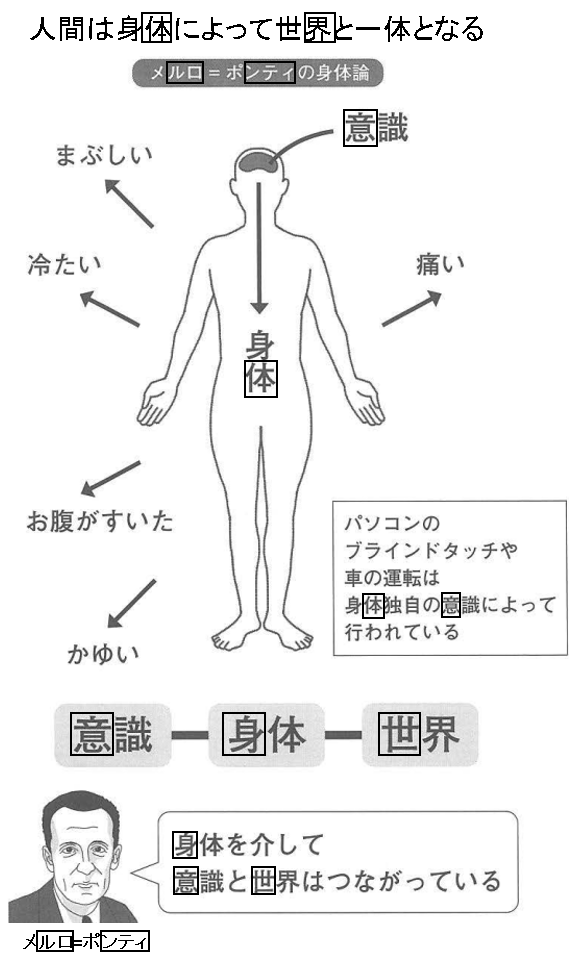 人間は身体によって世界と一体となる
メルロ=ポンティの身体論
意識
まぶしい
冷たい
痛い
身体
お腹がすいた
かゆい
パソコンの
ブラインドタッチや
車の運転は
身体独自の意識によって
行われている
意識 身体 世界
身体を介して
意識と世界はつながっている
メルロ=ポンティ